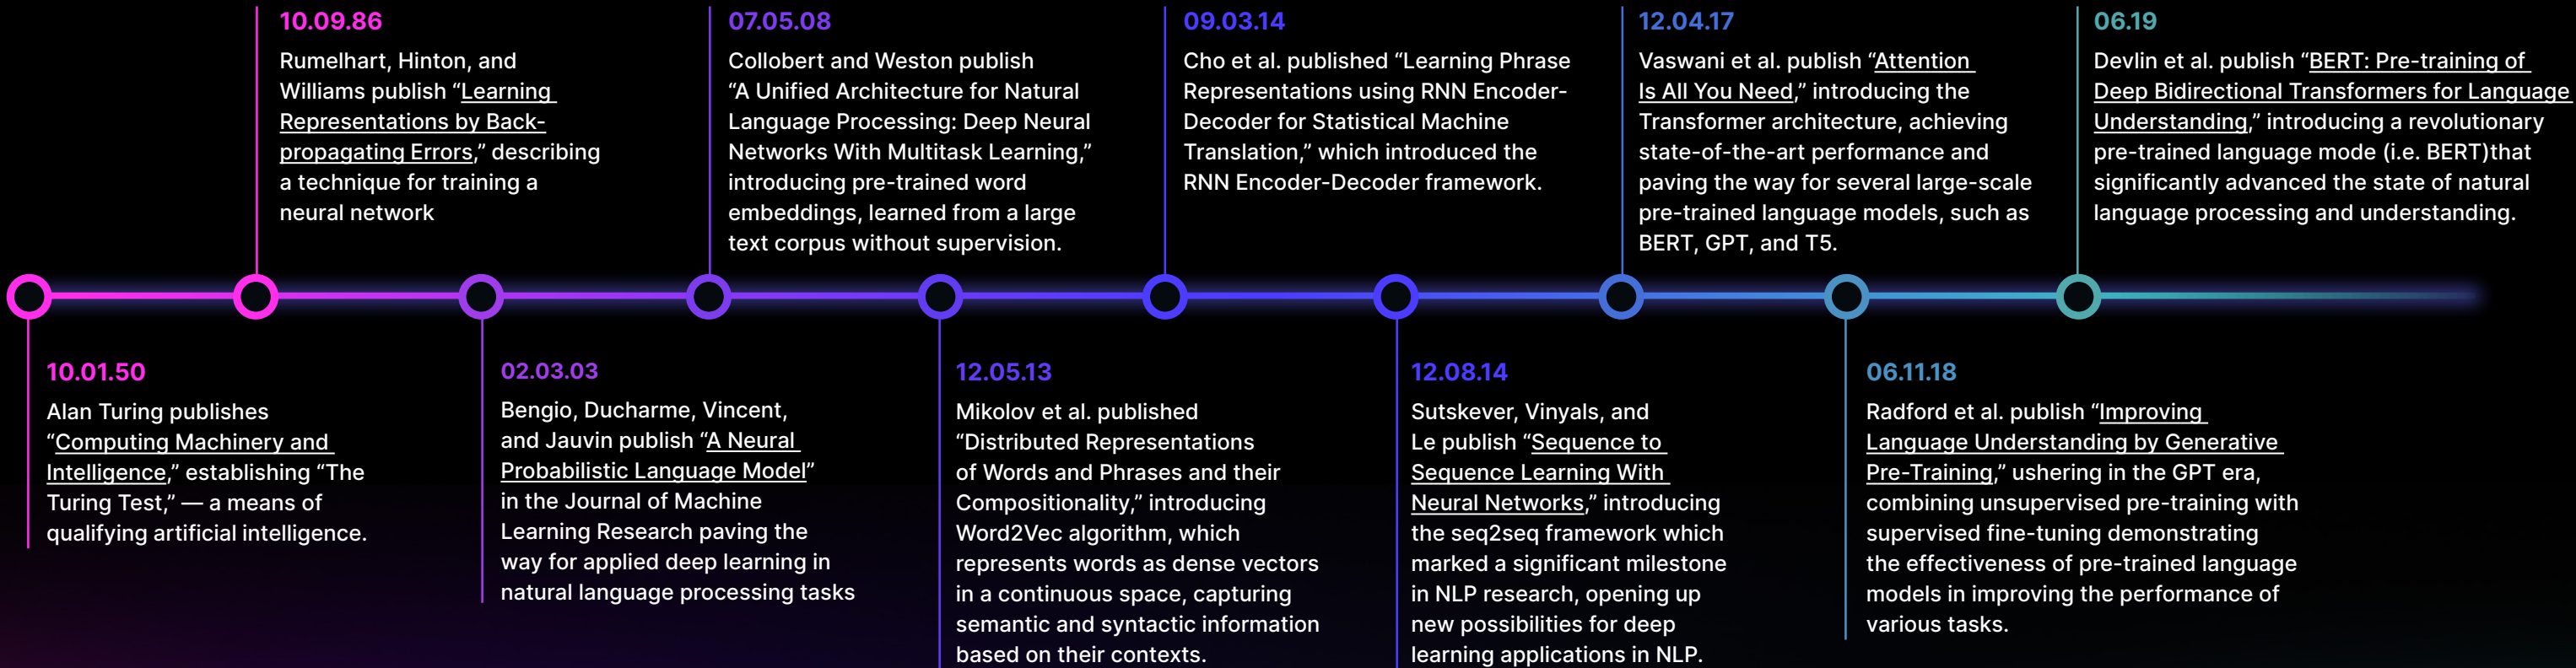 10.09.86
Rumelhart, Hinton, and
Williams publish “Learning
Representations by Back-
propagating Errors,” describing
a technique for training a
neural network
07.05.08
Collobert and Weston publish
“A Unified Architecture for Natural
Language Processing: Deep Neural
Networks With Multitask Learning,”
introducing pre-trained word
embeddings, learned from a large
text corpus without supervision.
09.03.14
Cho et al. published “Learning Phrase
Representations using RNN Encoder-
Decoder for Statistical Machine
Translation,” which introduced the
RNN Encoder-Decoder framework.
12.04.17
Vaswani et al. publish “Attention
Is All You Need,” introducing the
Transformer architecture, achieving
state-of-the-art performance and
paving the way for several large-scale
pre-trained language models, such as
BERT, GPT, and T5.
06.19
Devlin et al. publish “BERT: Pre-training of
Deep Bidirectional Transformers for Language
Understanding,” introducing a revolutionary
pre-trained language mode (i.e. BERT)that
significantly advanced the state of natural
language processing and understanding.
10.01.50
Alan Turing publishes
“Computing Machinery and
Intelligence,” establishing “The
Turing Test,” — a means of
qualifying artificial intelligence.
02.03.03
Bengio, Ducharme, Vincent,
and Jauvin publish “A Neural
Probabilistic Language Model”
in the Journal of Machine
Learning Research paving the
way for applied deep learning in
natural language processing tasks
12.05.13
Mikolov et al. published
“Distributed Representations
of Words and Phrases and their
Compositionality,” introducing
Word2Vec algorithm, which
represents words as dense vectors
in a continuous space, capturing
semantic and syntactic information
based on their contexts.
12.08.14
Sutskever, Vinyals, and
Le publish “Sequence to
Sequence Learning With
Neural Networks,” introducing
the seq2seq framework which
marked a significant milestone
in NLP research, opening up
new possibilities for deep
learning applications in NLP.
06.11.18
Radford et al. publish “Improving
Language Understanding by Generative
Pre-Training,” ushering in the GPT era,
combining unsupervised pre-training with
supervised fine-tuning demonstrating
the effectiveness of pre-trained language
models in improving the performance of
various tasks.